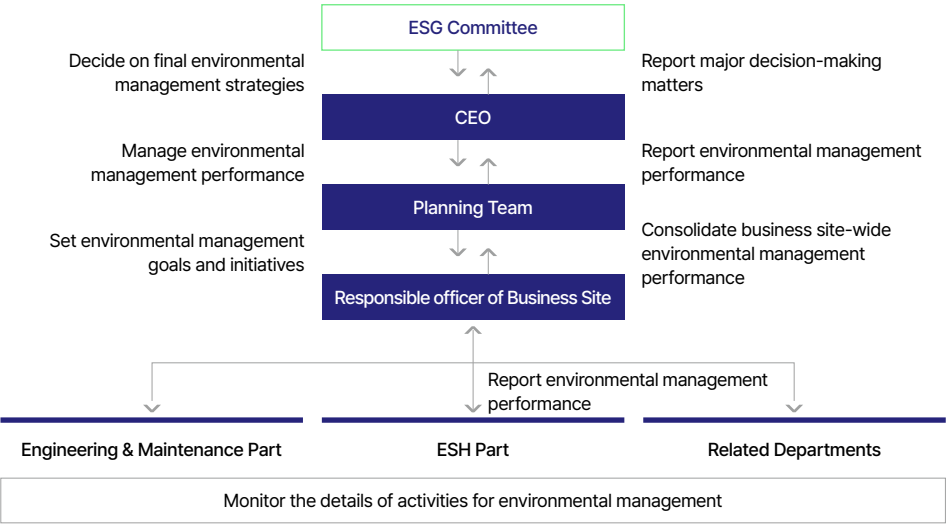 ESG Committee
Decide on final environmental
management strategies
Report major decision-making
matters
CEO
Manage environmental
management performance
Report environmental management
performance
Planning Team
Set environmental management
goals and initiatives
Consolidate business site-wide
environmental management
performance
Responsible officer of Business Site
Report environmental management
performance
Engineering & Maintenance Part
ESH Part
Related Departments
Monitor the details of activities for environmental management